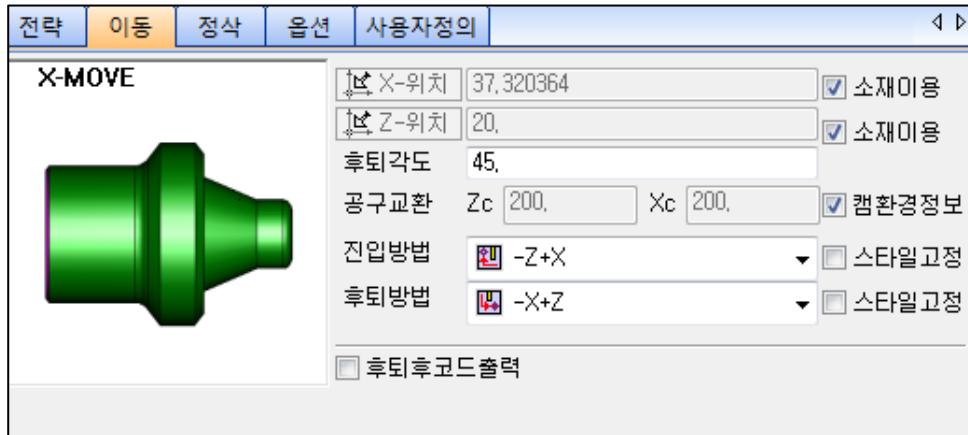 전략 이동 정삭 옵션 사용자정의
X-MOVE
X-위치 37,320364 소재이용
Z-위치 20, 소재이용
후퇴각도 45,
공구교환 Zc 200, Xc 200, 캠환경정보
진입방법 -Z+X 스타일고정
후퇴방법 -X+Z 스타일고정
후퇴후코드출력